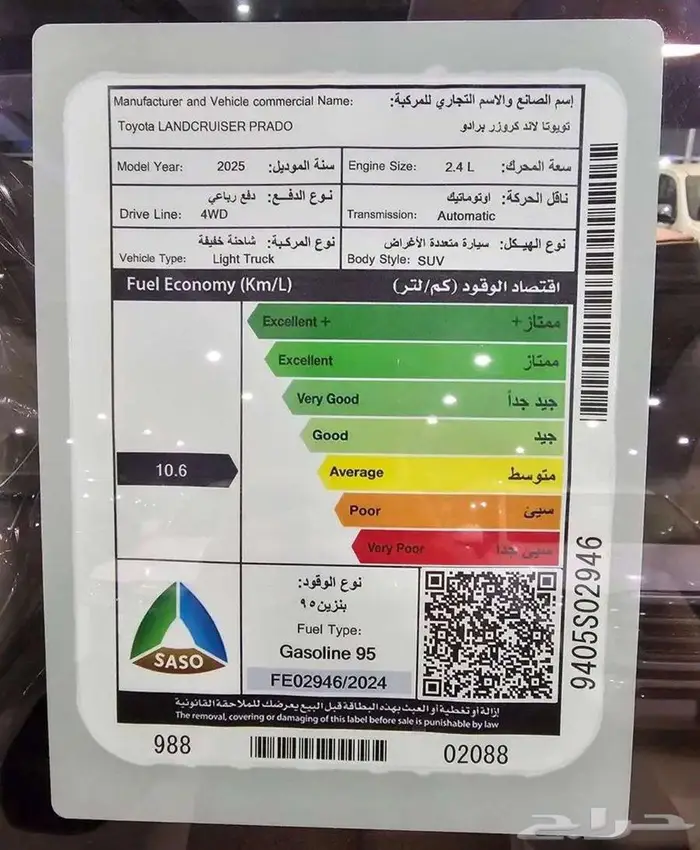 Manufacturer and Vehicle commercial Name: إسم الصانع والاسم التجاري للمركبة:
Toyota LANDCRUISER PRADO تويوتا لاند كروزر برادو
Model Year: 2025 سنة الموديل:
Engine Size: 2.4 L سعة المحرك:
نوع الدفع: دفع رباعي
Drive Line: 4WD
ناقل الحركة: اوتوماتيك
Transmission: Automatic
نوع المركبة: شاحنة خفيفة
Vehicle Type: Light Truck
نوع الهيكل: سيارة متعددة الأغراض
Body Style: SUV
Fuel Economy (Km/L) اقتصاد الوقود (كم/لتر)
Excellent + ممتاز +
Excellent ممتاز
Very Good جيد جداً
Good جيد
10.6 Average متوسط
Poor سيئ
Very Poor سيئ جدا
SASO
نوع الوقود:
بنزين ٩٥
Fuel Type:
Gasoline 95
FE02946/2024
إزالة أو تغطية أو العبث بهذه البطاقة قبل البيع يعرضك للملاحقة القانونية
The removal, covering or damaging of this label before sale is punishable by law
988 02088
9405S02946
حراج